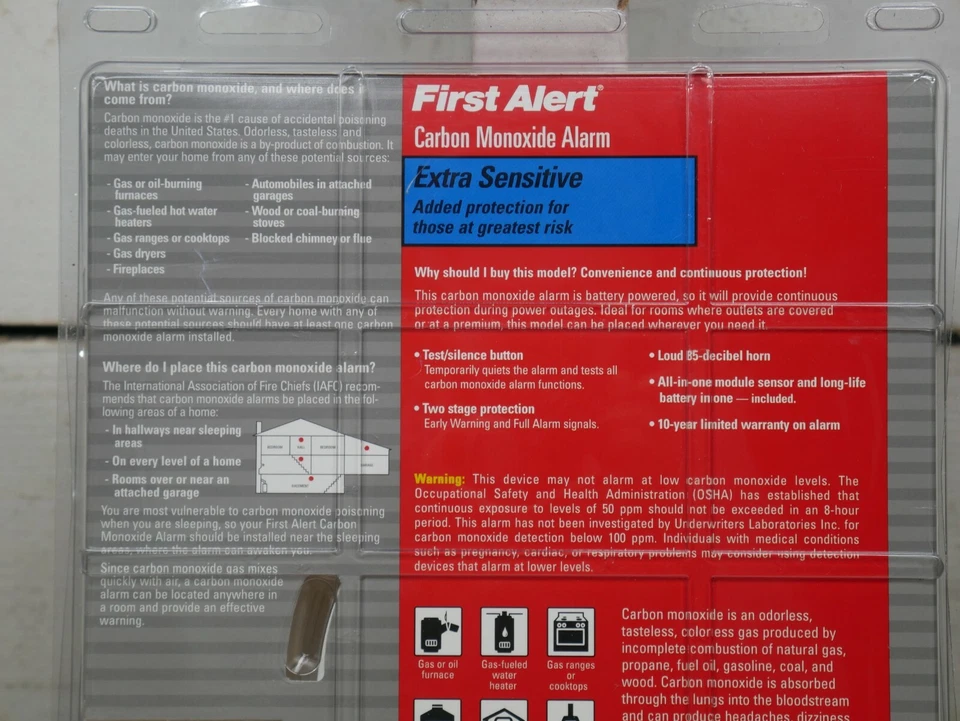 What is carbon monoxide, and where does it
come from?
Carbon monoxide is the #1 cause of accidental poisoning
deaths in the United States. Odorless, tasteless and
colorless, carbon monoxide is a by-product of combustion. It
may enter your home from any of these potential sources:
- Gas or oil-burning
furnaces
- Gas-fueled hot water
heaters
- Gas ranges or cooktops
- Gas dryers
- Fireplaces
- Automobiles in attached
garages
- Wood or coal-burning
stoves
- Blocked chimney or flue
Any of these potential sources of carbon monoxide can
malfunction without warning. Every home with any of
these potential sources should have at least one carbon
monoxide alarm installed.
Where do I place this carbon monoxide alarm?
The International Association of Fire Chiefs (IAFC) recom-
mends that carbon monoxide alarms be placed in the fol-
lowing areas of a home:
- In hallways near sleeping
areas
- On every level of a home
- Rooms over or near an
attached garage
You are most vulnerable to carbon monoxide poisoning
when you are sleeping, so your First Alert Carbon
Monoxide Alarm should be installed near the sleeping
areas, where the alarm can awaken you.
Since carbon monoxide gas mixes
quickly with air, a carbon monoxide
alarm can be located anywhere in
a room and provide an effective
warning.
First Alert®
Carbon Monoxide Alarm
Extra Sensitive
Added protection for
those at greatest risk
Why should I buy this model? Convenience and continuous protection!
This carbon monoxide alarm is battery powered, so it will provide continuous
protection during power outages. Ideal for rooms where outlets are covered
or at a premium, this model can be placed wherever you need it.
• Test/silence button
Temporarily quiets the alarm and tests all
carbon monoxide alarm functions.
• Two stage protection
Early Warning and Full Alarm signals.
• Loud 85-decibel horn
• All-in-one module sensor and long-life
battery in one — included.
• 10-year limited warranty on alarm
Warning: This device may not alarm at low carbon monoxide levels. The
Occupational Safety and Health Administration (OSHA) has established that
continuous exposure to levels of 50 ppm should not be exceeded in an 8-hour
period. This alarm has not been investigated by Underwriters Laboratories Inc. for
carbon monoxide detection below 100 ppm. Individuals with medical conditions
such as pregnancy, cardiac, or respiratory problems may consider using detection
devices that alarm at lower levels.
Gas or oil
furnace
Gas-fueled
water
heater
Gas ranges
or
cooktops
Carbon monoxide is an odorless,
tasteless, colorless gas produced by
incomplete combustion of natural gas,
propane, fuel oil, gasoline, coal, and
wood. Carbon monoxide is absorbed
through the lungs into the bloodstream
and can produce headaches, dizziness